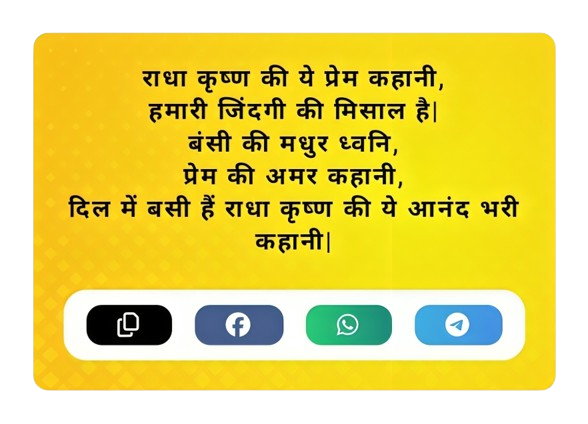 राधा कृष्ण की ये प्रेम कहानी,
हमारी जिंदगी की मिसाल है|
बंसी की मधुर ध्वनि,
प्रेम की अमर कहानी,
दिल में बसी हैं राधा कृष्ण की ये आनंद भरी
कहानी|